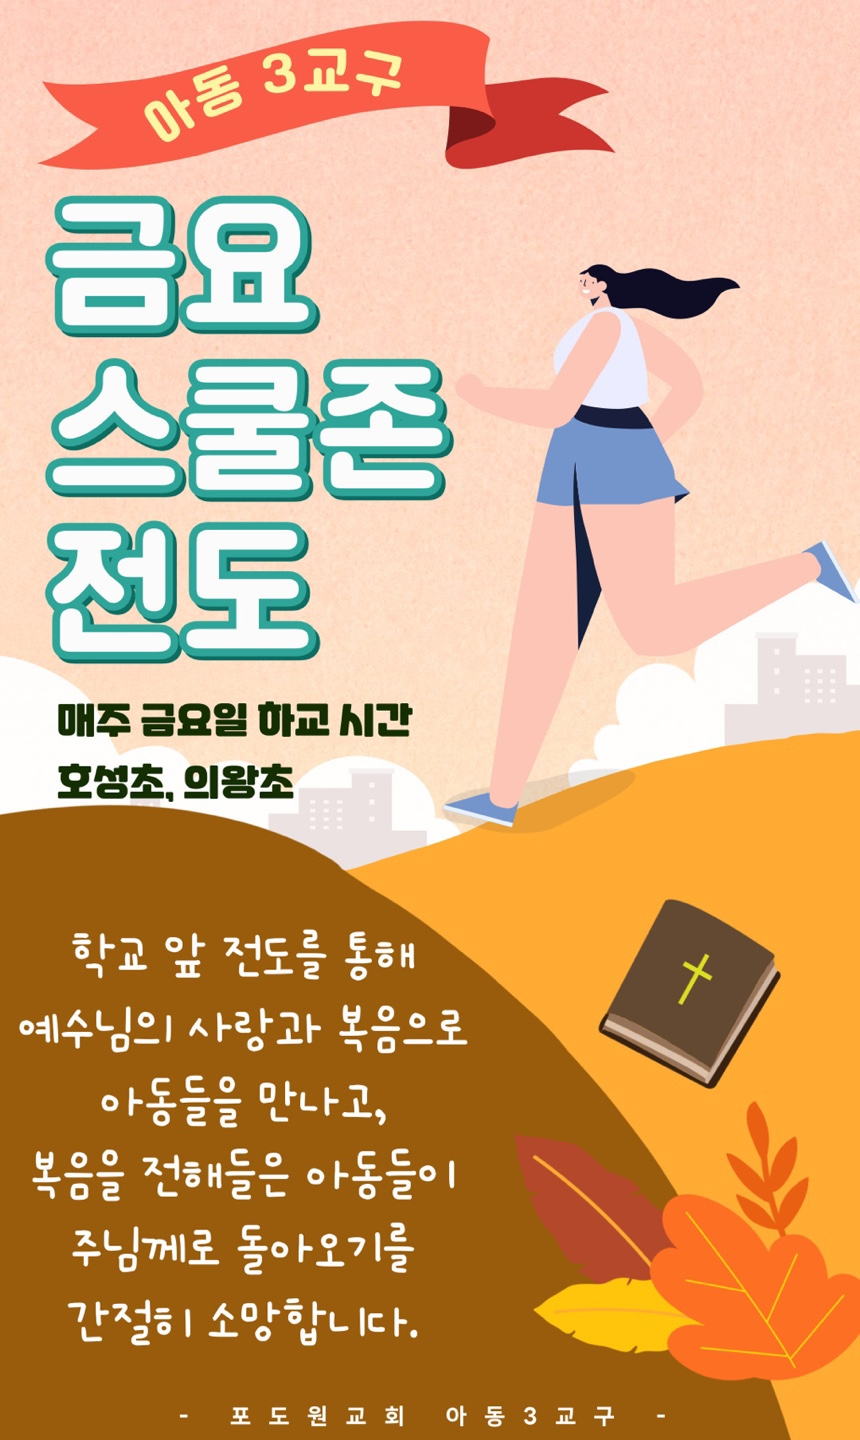 아동 3교구
금요
스쿨존
전도
매주 금요일 하교 시간
호성초, 의왕초
학교 앞 전도를 통해
예수님의 사랑과 복음으로
아동들을 만나고,
복음을 전해들은 아동들이
주님께로 돌아오기를
간절히 소망합니다.
- 포도원교회 아동3교구 -